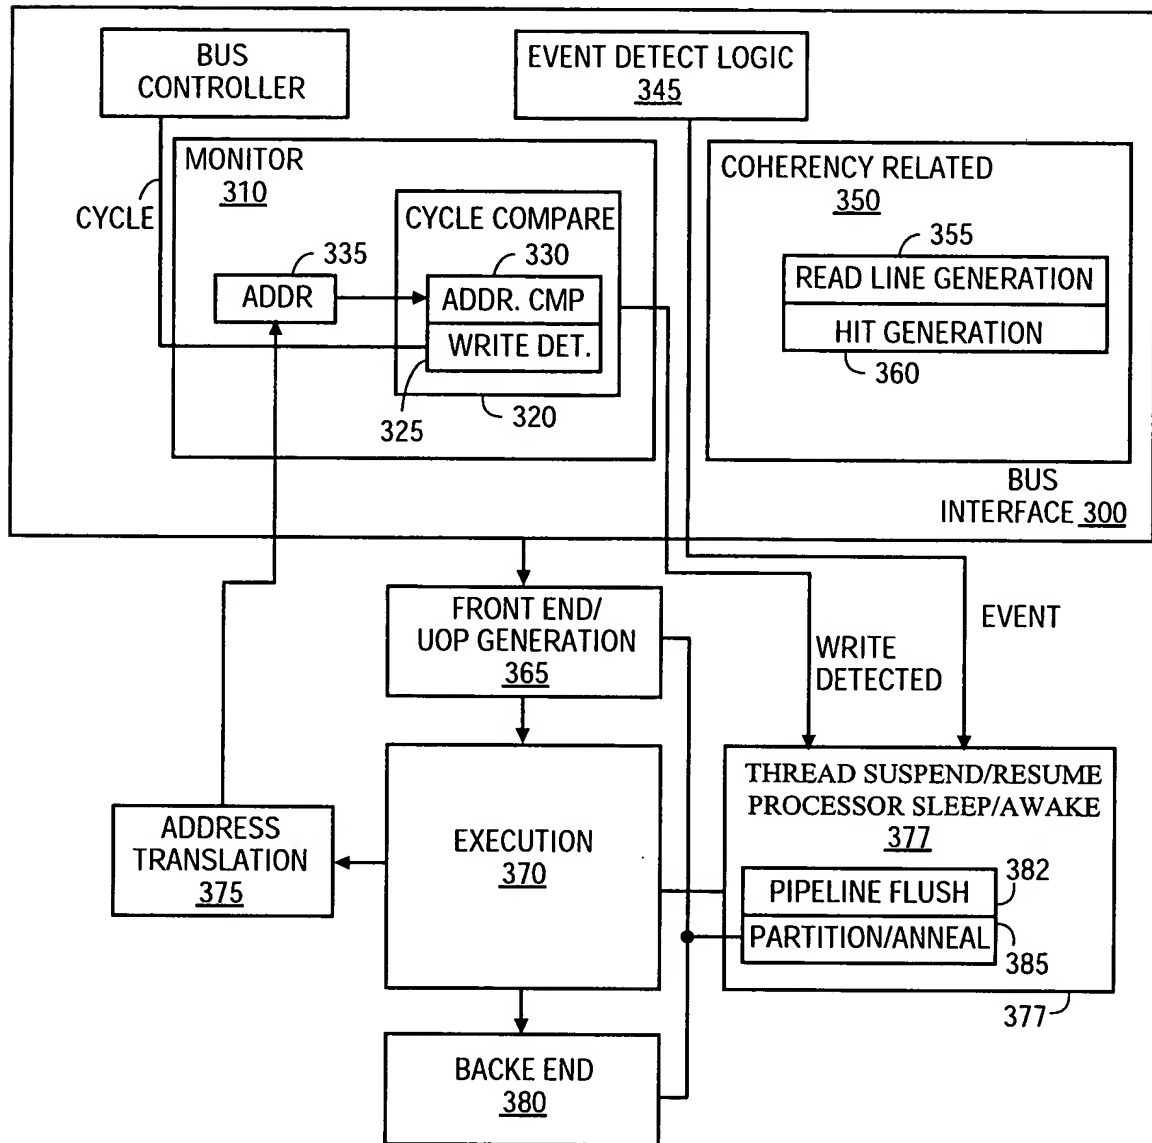 BUS
CONTROLLER
EVENT DETECT LOGIC
345
MONITOR
310
CYCLE
CYCLE COMPARE
335
330
ADDR
ADDR. CMP
WRITE DET.
325
320
COHERENCY RELATED
350
355
READ LINE GENERATION
HIT GENERATION
360
BUS
INTERFACE 300
FRONT END/
UOP GENERATION
365
WRITE
DETECTED
EVENT
ADDRESS
TRANSLATION
375
EXECUTION
370
THREAD SUSPEND/RESUME
PROCESSOR SLEEP/AWAKE
377
382
PIPELINE FLUSH
PARTITION/ANNEAL
385
377
BACKE END
380